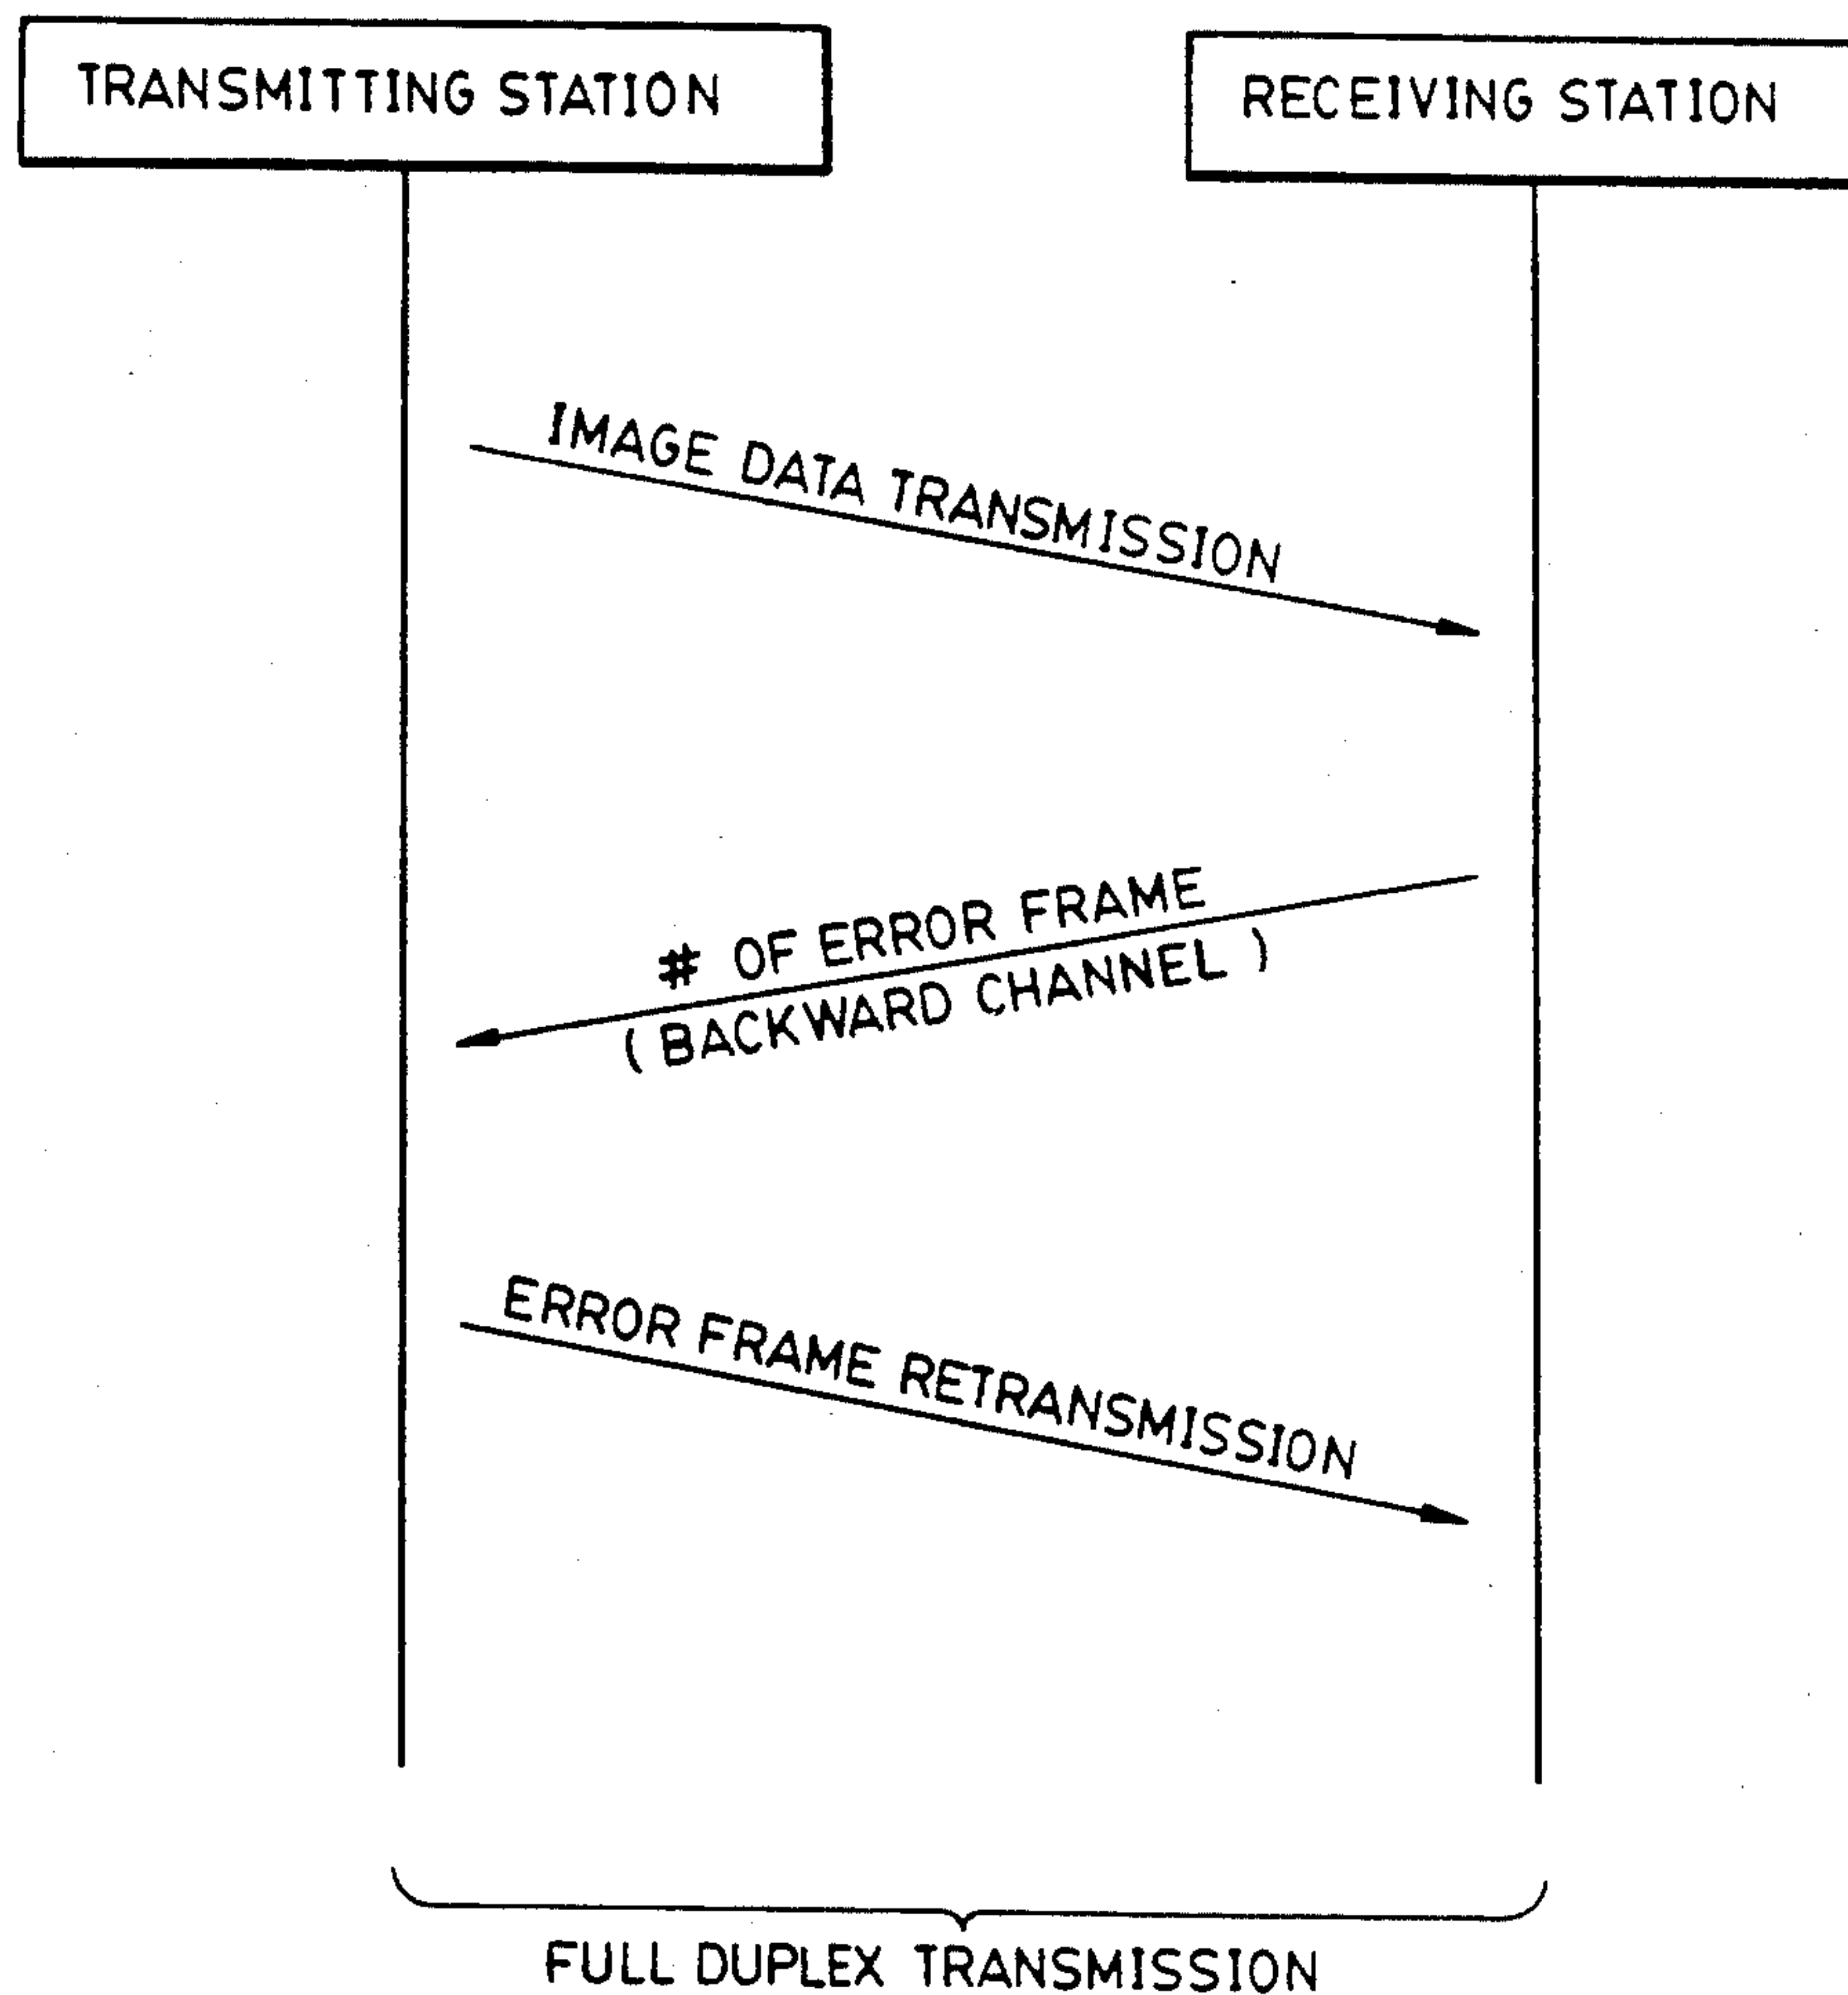 TRANSMITTING STATION
RECEIVING STATION
IMAGE DATA TRANSMISSION
# OF ERROR FRAME
( BACKWARD CHANNEL )
ERROR FRAME RETRANSMISSION
FULL DUPLEX TRANSMISSION